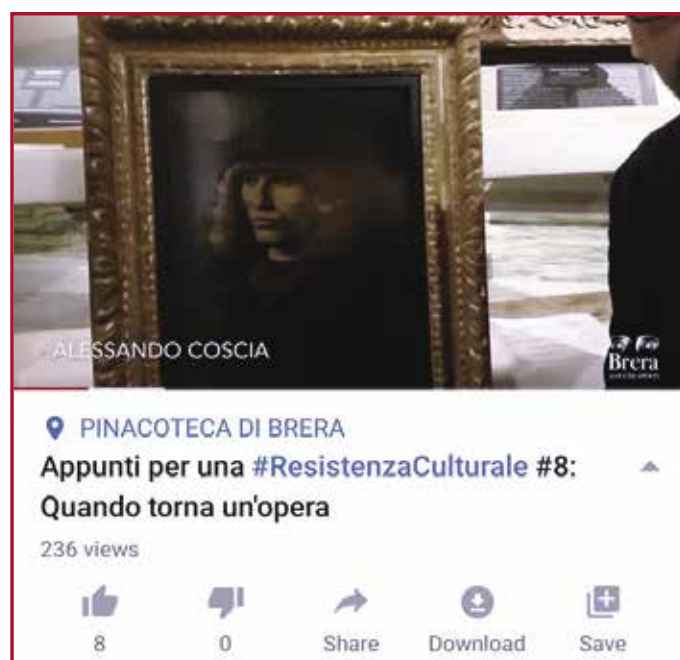 ALESSANDO COSCIA
Brera
PINACOTECA DI BRERA
Appunti per una #ResistenzaCulturale #8:
Quando torna un'opera
236 views
8
0
Share
Download
Save